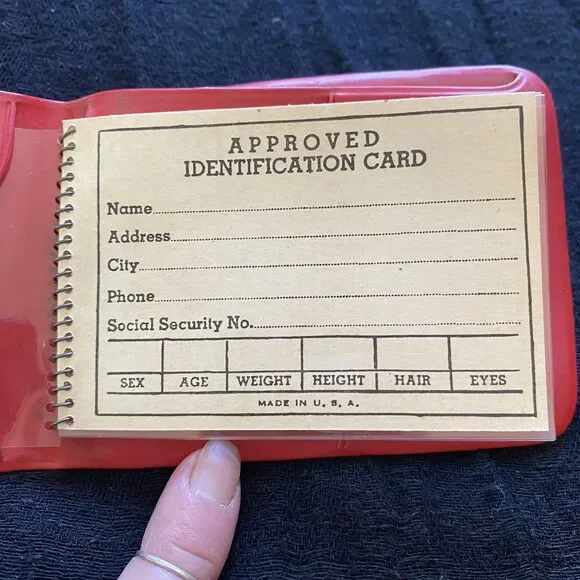 APPROVED
IDENTIFICATION CARD
Name
Address
City
Phone
Social Security No.
SEX AGE WEIGHT HEIGHT HAIR EYES
MADE IN U. S. A.